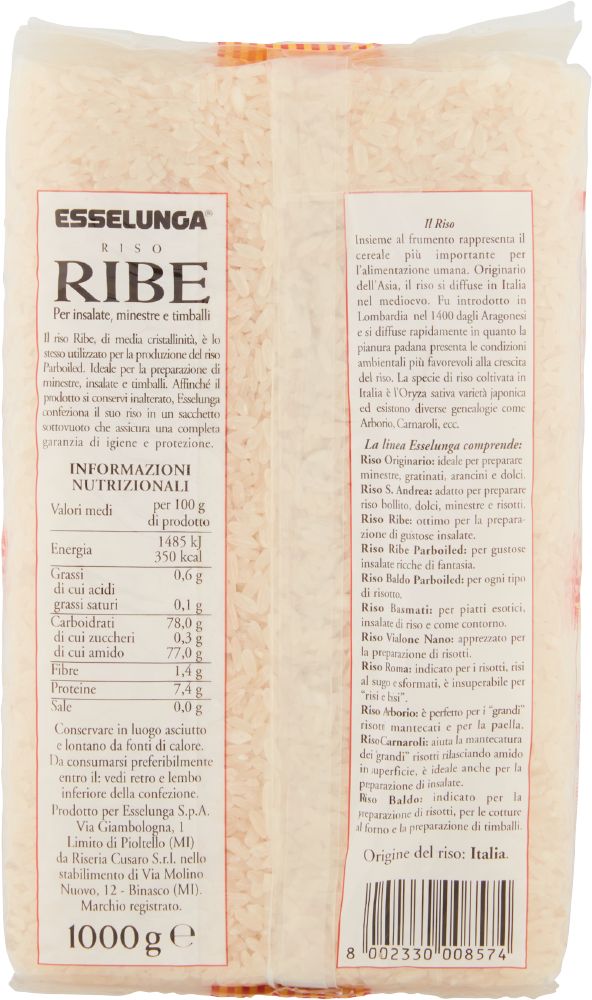 ESSELUNGA®
RISO
RIBE
Per insalate, minestre e timballi
Il riso Ribe, di media cristallinità, è lo
stesso utilizzato per la produzione del riso
Parboiled. Ideale per la preparazione di
minestre, insalate e timballi. Affinché il
prodotto si conservi inalterato, Esselunga
confeziona il suo riso in un sacchetto
sottovuoto che assicura una completa
garanzia di igiene e protezione.
INFORMAZIONI
NUTRIZIONALI
Valori medi per 100 g
di prodotto
Energia 1485 kJ
350 kcal
Grassi 0,6 g
di cui acidi
grassi saturi 0,1 g
Carboidrati 78,0 g
di cui zuccheri 0,3 g
di cui amido 77,0 g
Fibre 1,4 g
Proteine 7,4 g
Sale 0,0 g
Conservare in luogo asciutto
e lontano da fonti di calore.
Da consumarsi preferibilmente
entro il: vedi retro e lembo
inferiore della confezione.
Prodotto per Esselunga S.p.A.
Via Giambologna, 1
Limito di Pioltello (MI)
da Riseria Cusaro S.r.l. nello
stabilimento di Via Molino
Nuovo, 12 - Binasco (MI).
Marchio registrato.
1000 g e
Il Riso
Insieme al frumento rappresenta il
cereale più importante per
l'alimentazione umana. Originario
dell'Asia, il riso si diffuse in Italia
nel medioevo. Fu introdotto in
Lombardia nel 1400 dagli Aragonesi
e si diffuse rapidamente in quanto la
pianura padana presenta le condizioni
ambientali più favorevoli alla crescita
del riso. La specie di riso coltivata in
Italia è l'Oryza sativa varietà japonica
ed esistono diverse genealogie come
Arborio, Carnaroli, ecc.
La linea Esselunga comprende:
Riso Originario: ideale per preparare
minestre, gratinati, arancini e dolci.
Riso S. Andrea: adatto per preparare
riso bollito, dolci, minestre e risotti.
Riso Ribe: ottimo per la prepara-
zione di gustose insalate.
Riso Ribe Parboiled: per gustose
insalate ricche di fantasia.
Riso Baldo Parboiled: per ogni tipo
di risotto.
Riso Basmati: per piatti esotici,
insalate di riso e come contorno.
Riso Vialone Nano: apprezzato per
la preparazione di risotti.
Riso Roma: indicato per i risotti, risi
al sugo e sformati, è insuperabile per
"risi e bisi".
Riso Arborio: è perfetto per i "grandi"
risotti mantecati e per la paella.
Riso Carnaroli: aiuta la mantecatura
dei "grandi" risotti rilasciando amido
in superficie, è ideale anche per la
preparazione di insalate.
Riso Baldo: indicato per la
preparazione di risotti, per le cotture
al forno e la preparazione di timballi.
Origine del riso: Italia.
8 002330 008574